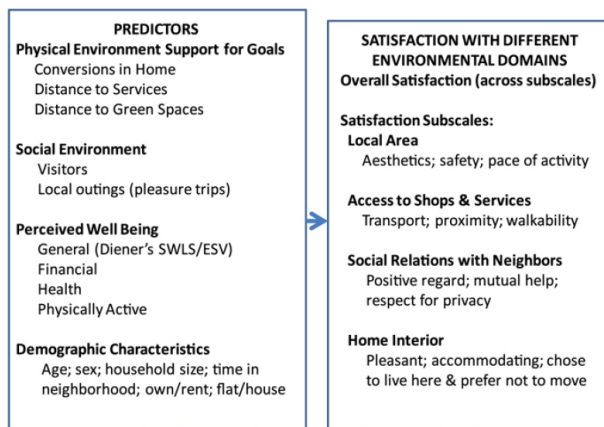 PREDICTORS
Physical Environment Support for Goals
Conversions in Home
Distance to Services
Distance to Green Spaces
Social Environment
Visitors
Local outings (pleasure trips)
Perceived Well Being
General (Diener's SWLS/ESV)
Financial
Health
Physically Active
Demographic Characteristics
Age; sex; household size; time in
neighborhood; own/rent; flat/house
SATISFACTION WITH DIFFERENT
ENVIRONMENTAL DOMAINS
Overall Satisfaction (across subscales)
Satisfaction Subscales:
Local Area
Aesthetics; safety; pace of activity
Access to Shops & Services
Transport; proximity; walkability
Social Relations with Neighbors
Positive regard; mutual help;
respect for privacy
Home Interior
Pleasant; accommodating; chose
to live here & prefer not to move